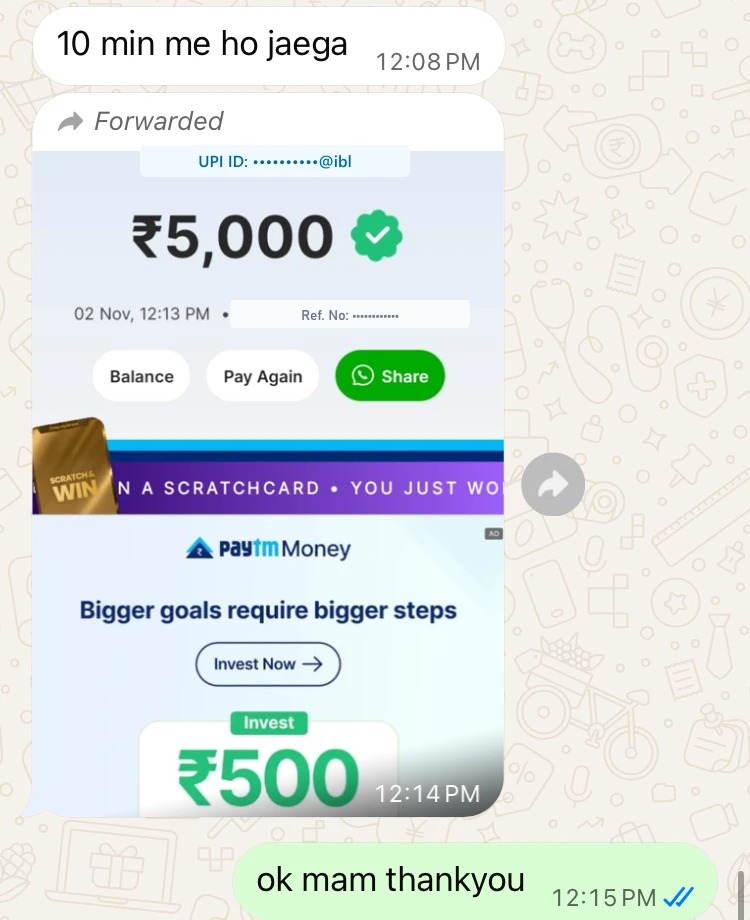 10 min me ho jaega
12:08 PM
Forwarded
UPI ID: ••••••••••@ibl
₹5,000
02 Nov, 12:13 PM • Ref. No: ••••••••••••
Balance Pay Again Share
SCRATCH &
WIN
N A SCRATCHCARD • YOU JUST WO
AD
paytm Money
Bigger goals require bigger steps
Invest Now →
Invest
₹500
12:14 PM
ok mam thankyou
12:15 PM